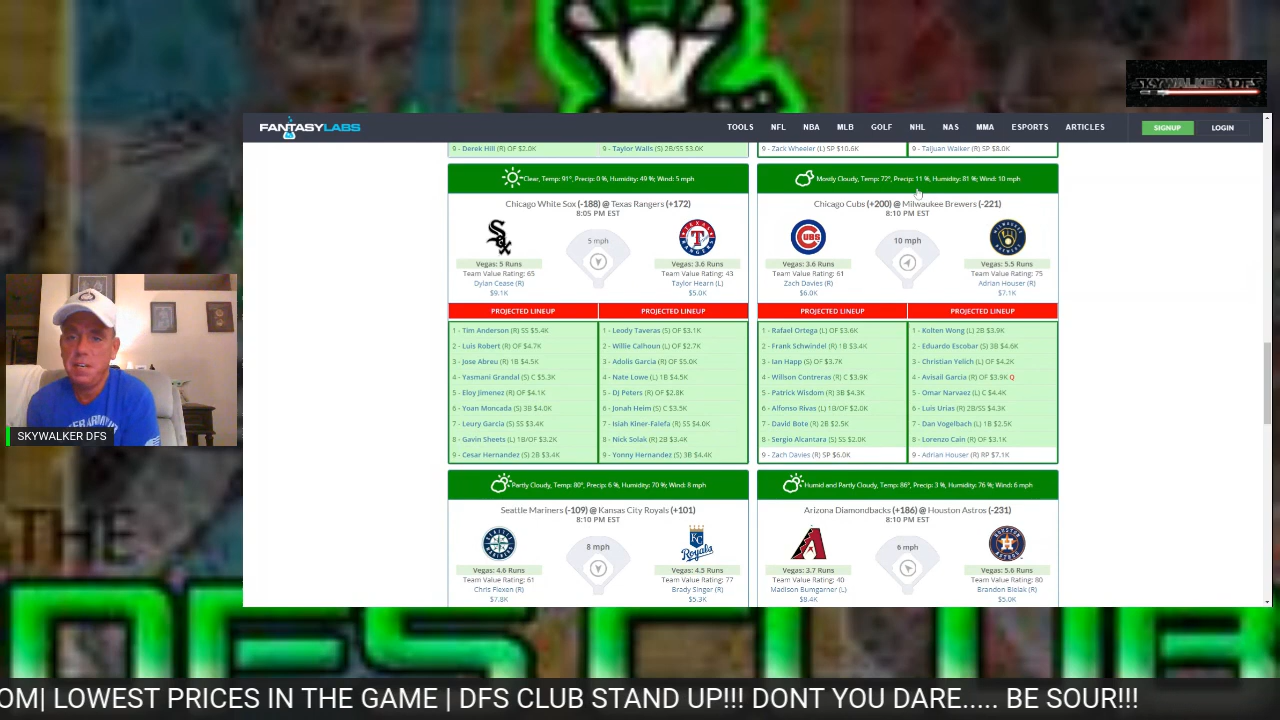 SKYWALKER DFS
FANTASYLABS
TOOLS NFL NBA MLB GOLF NHL NAS MMA ESPORTS ARTICLES SIGNUP LOGIN
9 - Derek Hill (R) OF $2.0K
9 - Taylor Walls (S) 2B/SS $3.0K
9 - Zack Wheeler (L) SP $10.6K
9 - Taijuan Walker (R) SP $8.0K
Clear, Temp: 91°, Precip: 0 %, Humidity: 49 %; Wind: 5 mph
Chicago White Sox (-188) @ Texas Rangers (+172)
8:05 PM EST
5 mph
Vegas: 5 Runs
Team Value Rating: 65
Dylan Cease (R)
$9.1K
Vegas: 3.6 Runs
Team Value Rating: 43
Taylor Hearn (L)
$5.0K
PROJECTED LINEUP
1 - Tim Anderson (R) SS $5.4K
2 - Luis Robert (R) OF $4.7K
3 - Jose Abreu (R) 1B $4.5K
4 - Yasmani Grandal (S) C $5.3K
5 - Eloy Jimenez (R) OF $4.1K
6 - Yoan Moncada (S) 3B $4.0K
7 - Leury Garcia (S) SS $3.4K
8 - Gavin Sheets (L) 1B/OF $3.2K
9 - Cesar Hernandez (S) 2B $3.4K
PROJECTED LINEUP
1 - Leody Taveras (S) OF $3.1K
2 - Willie Calhoun (L) OF $2.7K
3 - Adolis Garcia (R) OF $5.0K
4 - Nate Lowe (L) 1B $4.5K
5 - DJ Peters (R) OF $2.8K
6 - Jonah Heim (S) C $3.5K
7 - Isiah Kiner-Falefa (R) SS $4.0K
8 - Nick Solak (R) 2B $3.4K
9 - Yonny Hernandez (S) 3B $4.4K
Mostly Cloudy, Temp: 72°, Precip: 11 %, Humidity: 81 %; Wind: 10 mph
Chicago Cubs (+200) @ Milwaukee Brewers (-221)
8:10 PM EST
CUBS
10 mph
Vegas: 3.6 Runs
Team Value Rating: 61
Zach Davies (R)
$6.0K
Vegas: 5.5 Runs
Team Value Rating: 75
Adrian Houser (R)
$7.1K
PROJECTED LINEUP
1 - Rafael Ortega (L) OF $3.6K
2 - Frank Schwindel (R) 1B $3.4K
3 - Ian Happ (S) OF $3.7K
4 - Willson Contreras (R) C $3.9K
5 - Patrick Wisdom (R) 3B $4.3K
6 - Alfonso Rivas (L) 1B/OF $2.0K
7 - David Bote (R) 2B $2.5K
8 - Sergio Alcantara (S) SS $2.0K
9 - Zach Davies (R) SP $6.0K
PROJECTED LINEUP
1 - Kolten Wong (L) 2B $3.9K
2 - Eduardo Escobar (S) 3B $4.6K
3 - Christian Yelich (L) OF $4.2K
4 - Avisail Garcia (R) OF $3.9K Q
5 - Omar Narvaez (L) C $4.4K
6 - Luis Urias (R) 2B/SS $4.3K
7 - Dan Vogelbach (L) 1B $2.5K
8 - Lorenzo Cain (R) OF $3.1K
9 - Adrian Houser (R) RP $7.1K
Partly Cloudy, Temp: 80°, Precip: 6 %, Humidity: 70 %; Wind: 8 mph
Seattle Mariners (-109) @ Kansas City Royals (+101)
8:10 PM EST
8 mph
KC
Royals
Vegas: 4.6 Runs
Team Value Rating: 61
Chris Flexen (R)
$7.8K
Vegas: 4.5 Runs
Team Value Rating: 77
Brady Singer (R)
$5.3K
Humid and Partly Cloudy, Temp: 86°, Precip: 3 %, Humidity: 76 %; Wind: 6 mph
Arizona Diamondbacks (+186) @ Houston Astros (-231)
8:10 PM EST
6 mph
Vegas: 3.7 Runs
Team Value Rating: 40
Madison Bumgarner (L)
$8.4K
Vegas: 5.6 Runs
Team Value Rating: 80
Brandon Bielak (R)
$5.0K
SKYWALKER DFS
THE
DFS CLUB
OM| LOWEST PRICES IN THE GAME | DFS CLUB STAND UP!!! DONT YOU DARE..... BE SOUR!!!